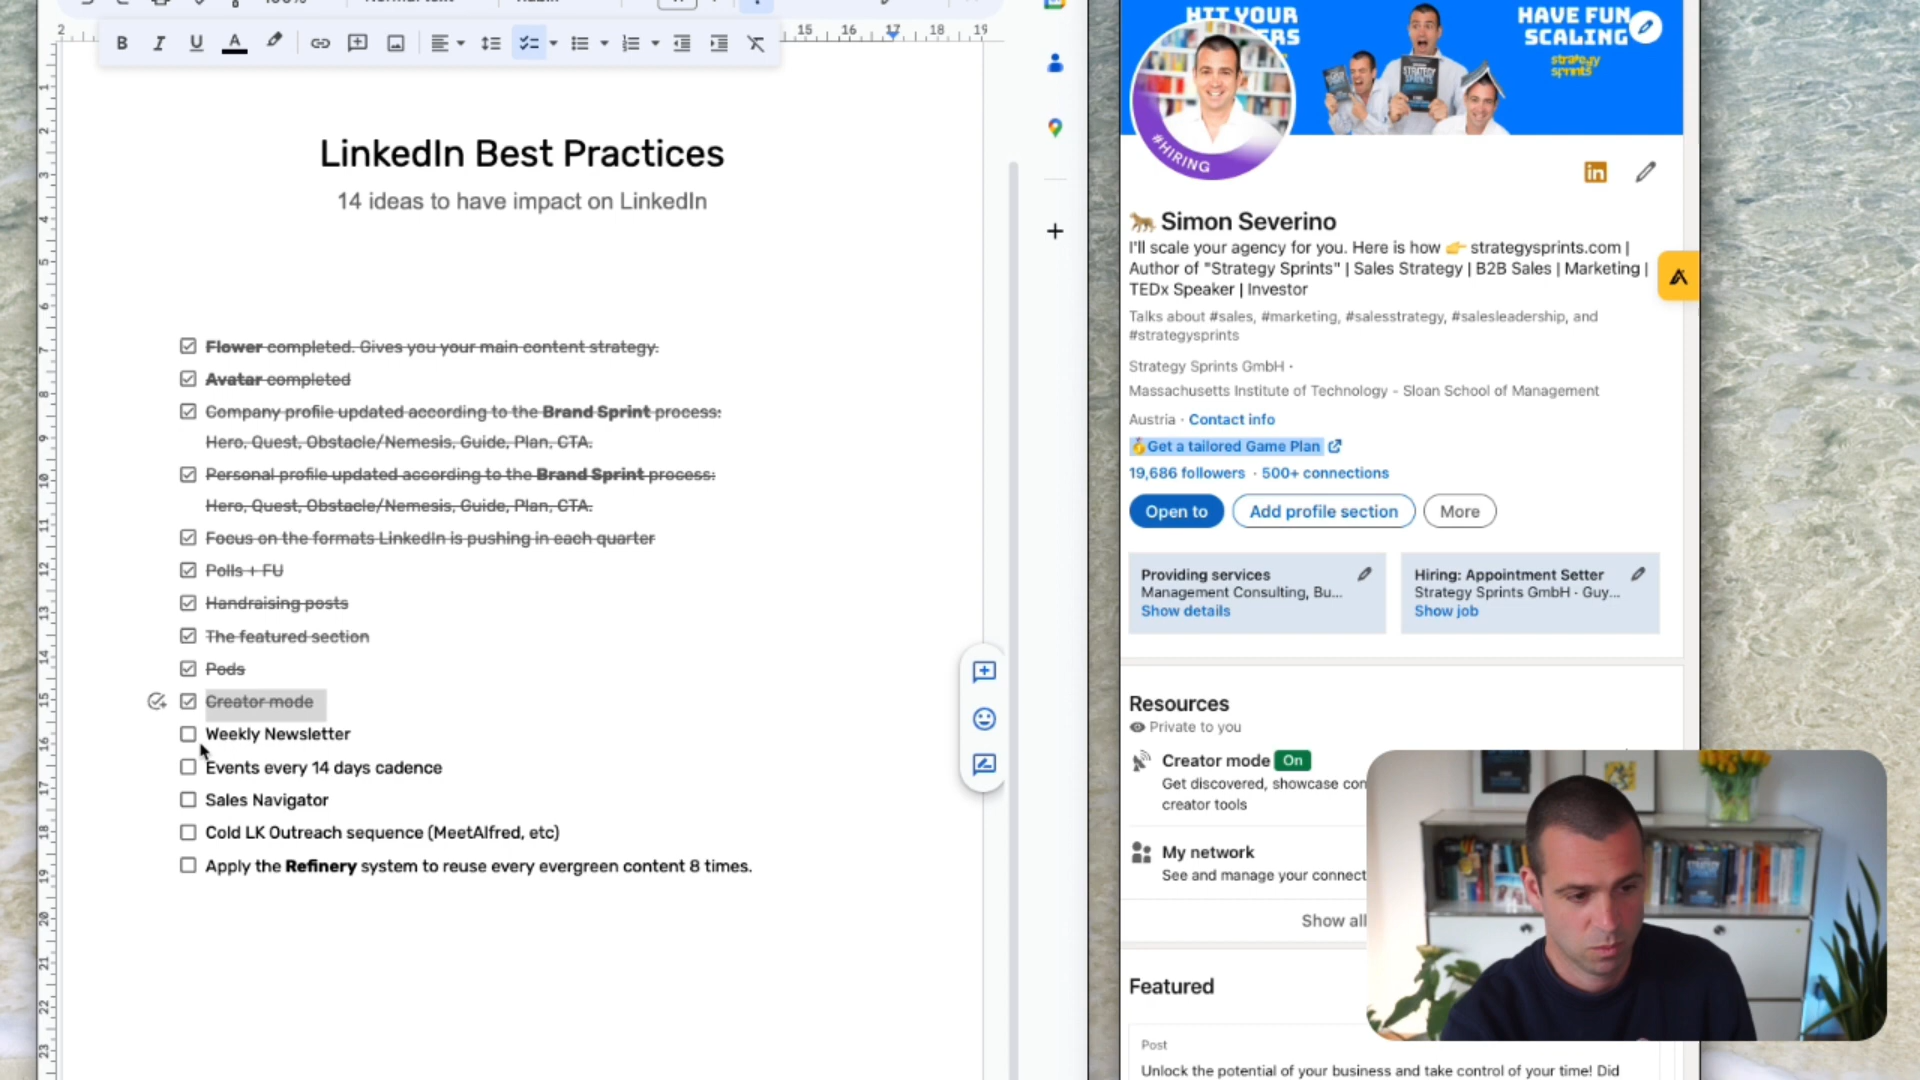 LinkedIn Best Practices
14 ideas to have impact on LinkedIn
Flower completed. Gives you your main content strategy.
Avatar completed
Company profile updated according to the Brand Sprint process:
Hero, Quest, Obstacle/Nemesis, Guide, Plan, CTA.
Personal profile updated according to the Brand Sprint process:
Hero, Quest, Obstacle/Nemesis, Guide, Plan, CTA.
Focus on the formats LinkedIn is pushing in each quarter
Polls + FU
Handraising posts
The featured section
Pods
Creator mode
Weekly Newsletter
Events every 14 days cadence
Sales Navigator
Cold LK Outreach sequence (MeetAlfred, etc)
Apply the Refinery system to reuse every evergreen content 8 times.
HIT YOUR
HAVE FUN
SCALING
strategy
sprints
STRATEGY
SPRINTS
#HIRING
Simon Severino
I'll scale your agency for you. Here is how 👉 strategysprints.com |
Author of "Strategy Sprints" | Sales Strategy | B2B Sales | Marketing |
TEDx Speaker | Investor
Talks about #sales, #marketing, #salesstrategy, #salesleadership, and
#strategysprints
Strategy Sprints GmbH ·
Massachusetts Institute of Technology - Sloan School of Management
Austria · Contact info
Get a tailored Game Plan
19,686 followers · 500+ connections
Open to
Add profile section
More
Providing services
Management Consulting, Bu...
Show details
Hiring: Appointment Setter
Strategy Sprints GmbH · Guy...
Show job
Resources
Private to you
Creator mode On
Get discovered, showcase con
creator tools
My network
See and manage your connect
Show all
Featured
Post
Unlock the potential of your business and take control of your time! Did